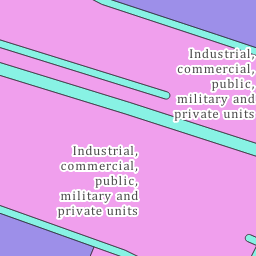 Industrial,
commercial,
public,
military and
private units
Industrial,
commercial,
public,
military and
private units